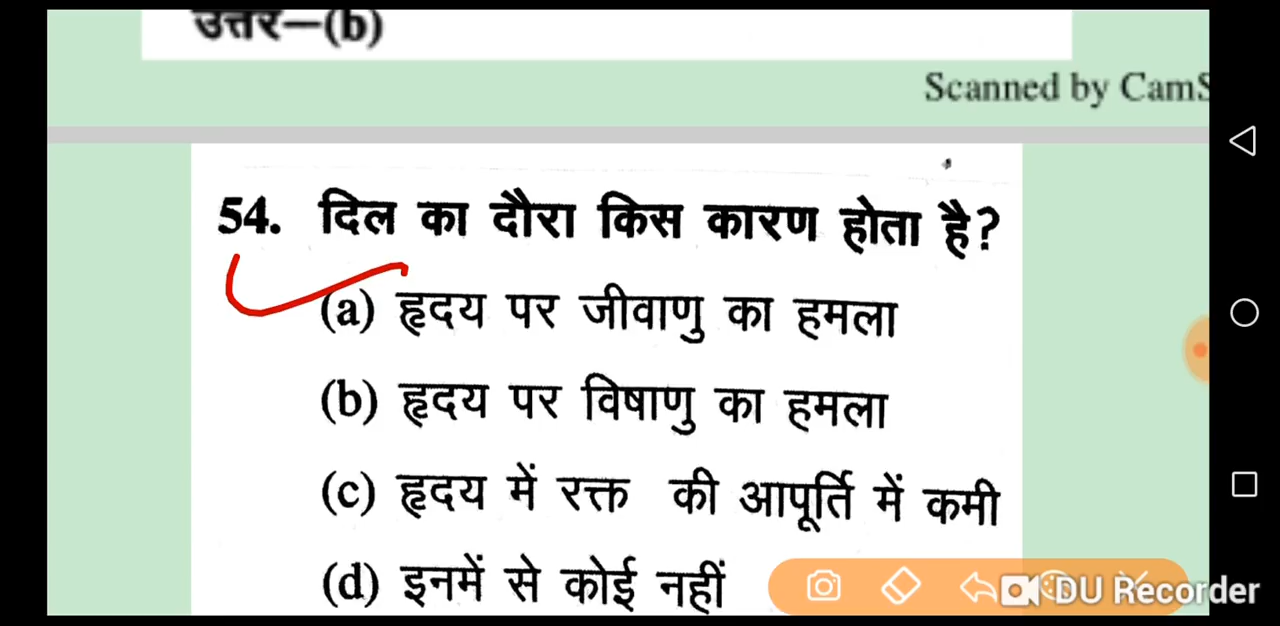 उत्तर—(b)
Scanned by CamS
54. दिल का दौरा किस कारण होता है?
(a) हृदय पर जीवाणु का हमला
(b) हृदय पर विषाणु का हमला
(c) हृदय में रक्त की आपूर्ति में कमी
(d) इनमें से कोई नहीं
DU Recorder